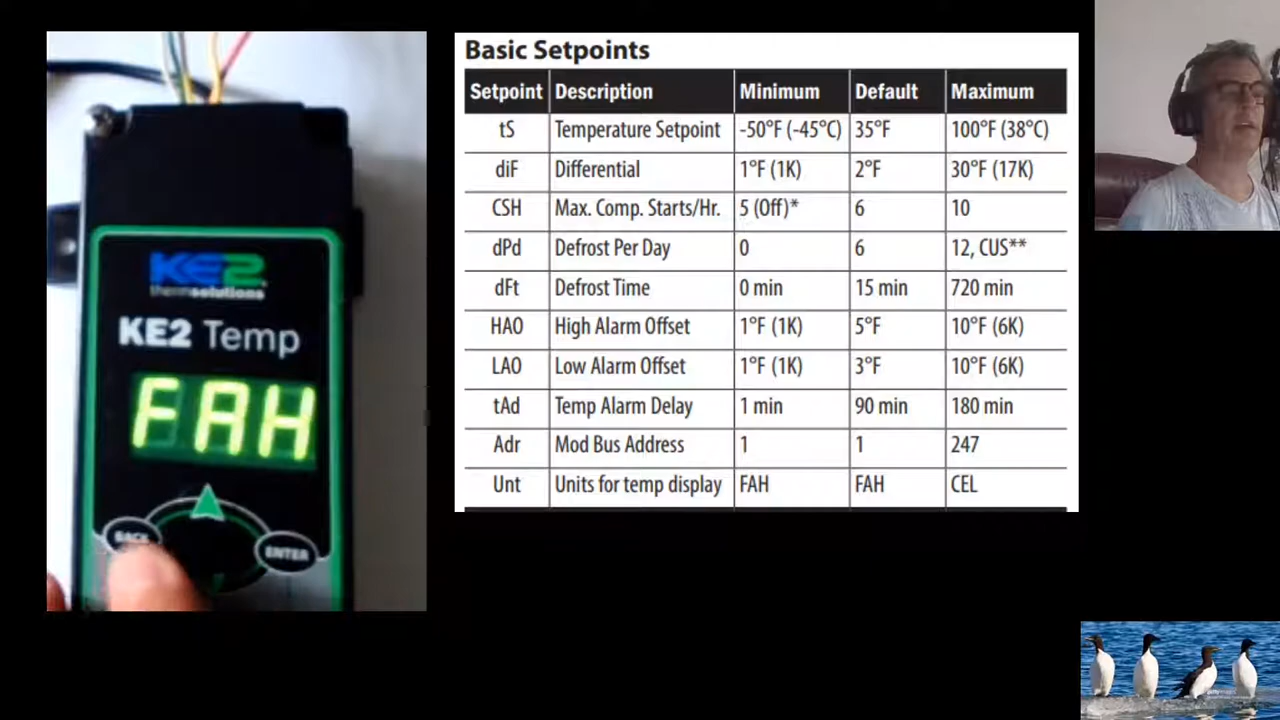 KE2
thermsolutions
KE2 Temp
FAH
BACK
ENTER
Basic Setpoints
Setpoint Description Minimum Default Maximum
tS Temperature Setpoint -50°F (-45°C) 35°F 100°F (38°C)
diF Differential 1°F (1K) 2°F 30°F (17K)
CSH Max. Comp. Starts/Hr. 5 (Off)* 6 10
dPd Defrost Per Day 0 6 12, CUS**
dFt Defrost Time 0 min 15 min 720 min
HAO High Alarm Offset 1°F (1K) 5°F 10°F (6K)
LAO Low Alarm Offset 1°F (1K) 3°F 10°F (6K)
tAd Temp Alarm Delay 1 min 90 min 180 min
Adr Mod Bus Address 1 1 247
Unt Units for temp display FAH FAH CEL